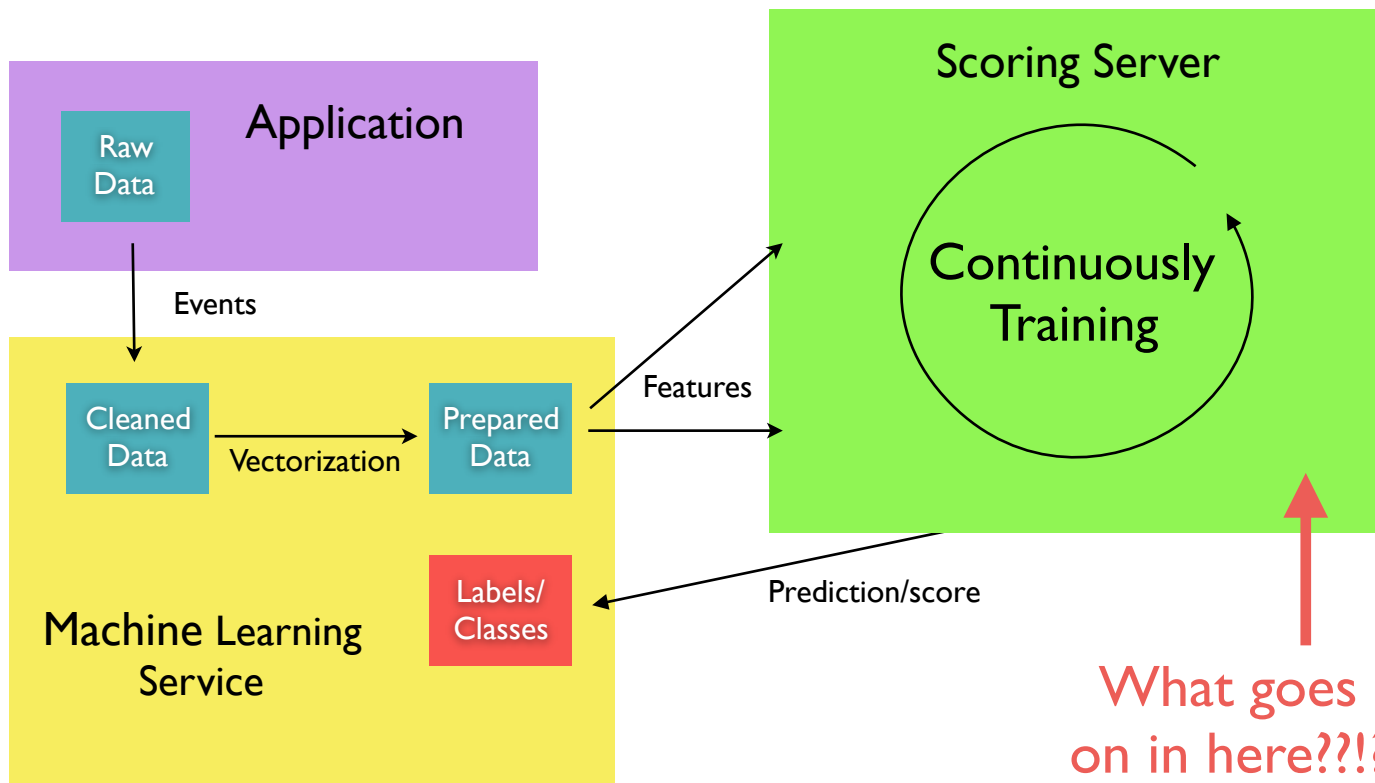 Application
Raw
Data
Events
Cleaned
Data
Vectorization
Prepared
Data
Features
Labels/
Classes
Machine Learning
Service
Scoring Server
Continuously
Training
Prediction/score
What goes
on in here??!?